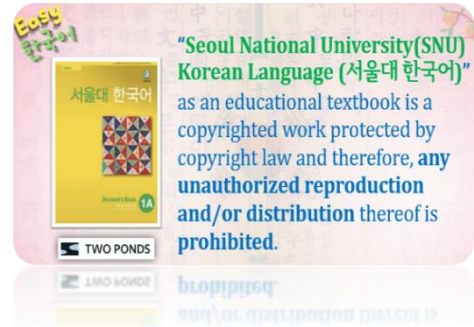 Easy
한국어
서울대 한국어
Student's Book 1A
TWO PONDS
“Seoul National University(SNU)
Korean Language (서울대 한국어)”
as an educational textbook is a
copyrighted work protected by
copyright law and therefore, any
unauthorized reproduction
and/or distribution thereof is
prohibited.